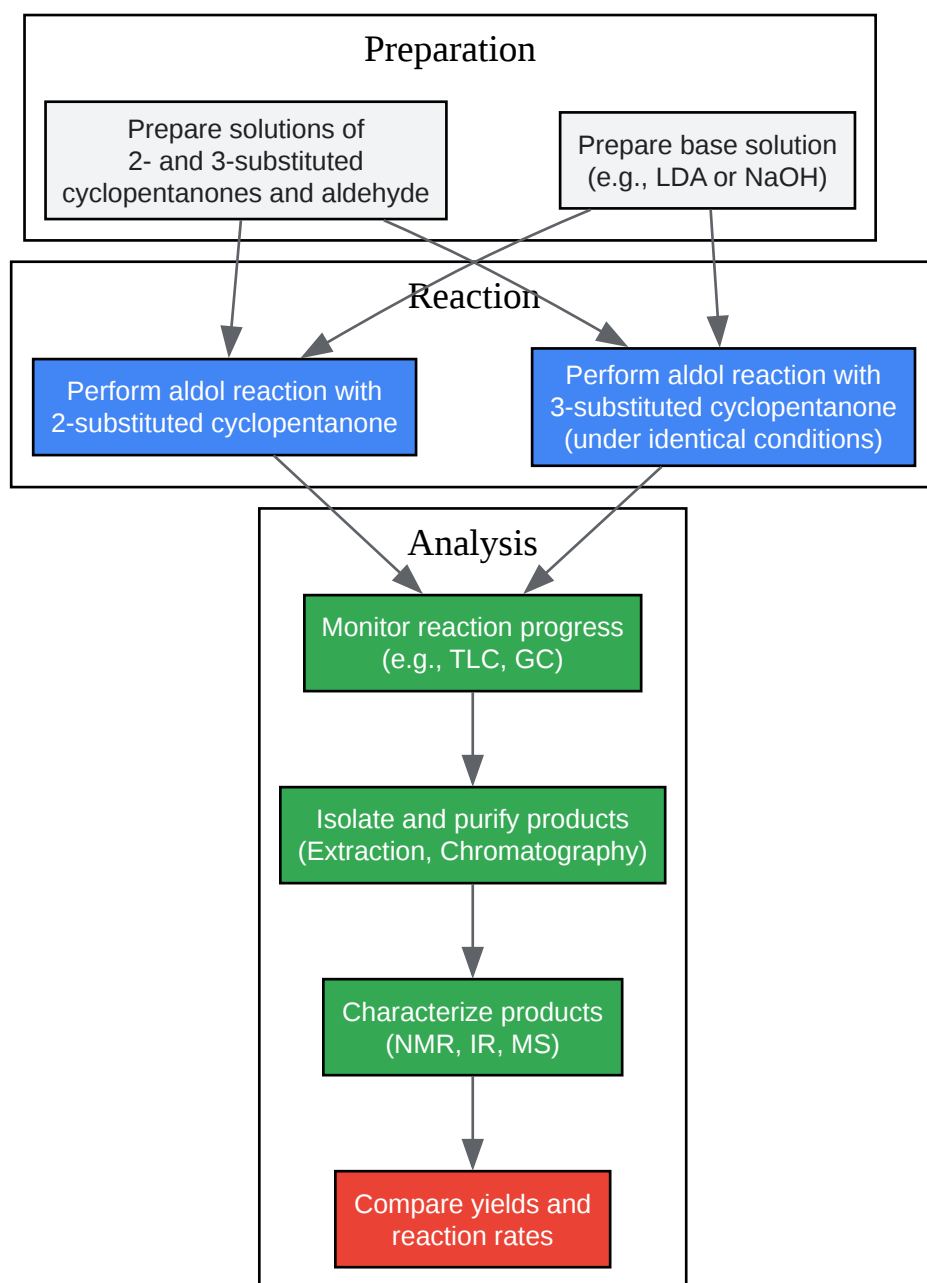 Preparation
Prepare solutions of
2- and 3-substituted
cyclopentanones and aldehyde
Prepare base solution
(e.g., LDA or NaOH)
Reaction
Perform aldol reaction with
2-substituted cyclopentanone
Perform aldol reaction with
3-substituted cyclopentanone
(under identical conditions)
Analysis
Monitor reaction progress
(e.g., TLC, GC)
Isolate and purify products
(Extraction, Chromatography)
Characterize products
(NMR, IR, MS)
Compare yields and
reaction rates